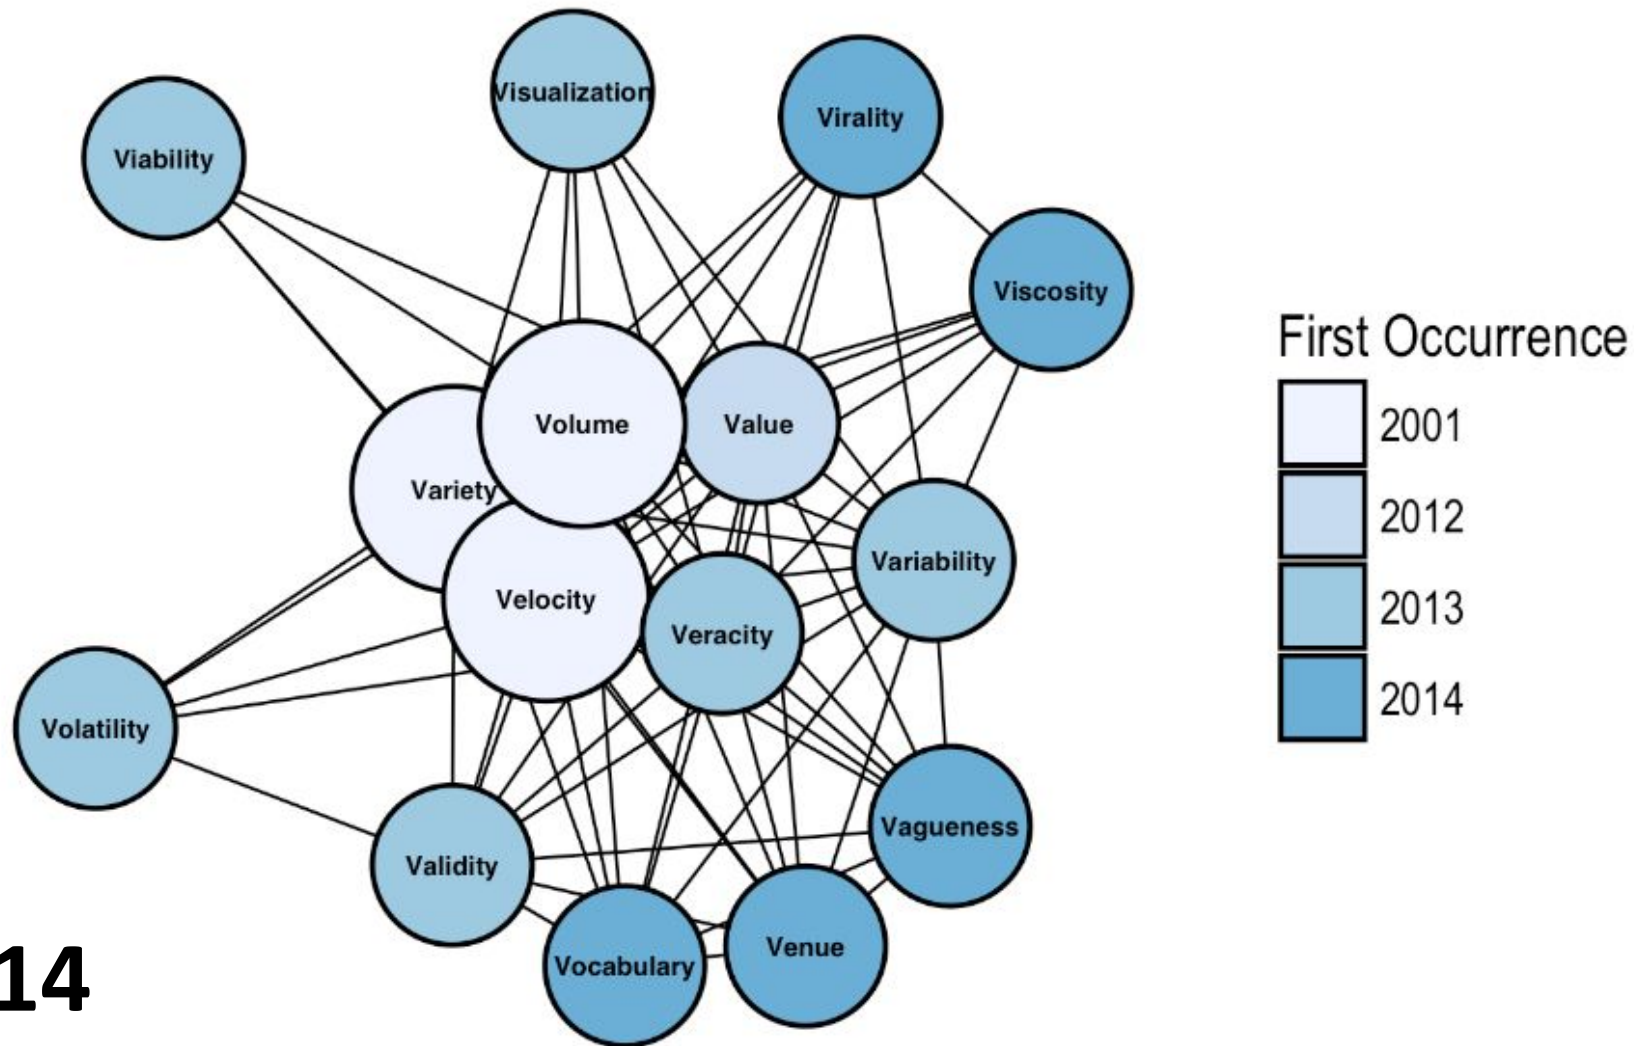 Visualization
Virality
Viability
Viscosity
First Occurrence
Volume
Value
2001
Variety
2012
Variability
Velocity
2013
Veracity
2014
Volatility
Vagueness
Validity
Venue
Vocabulary
14